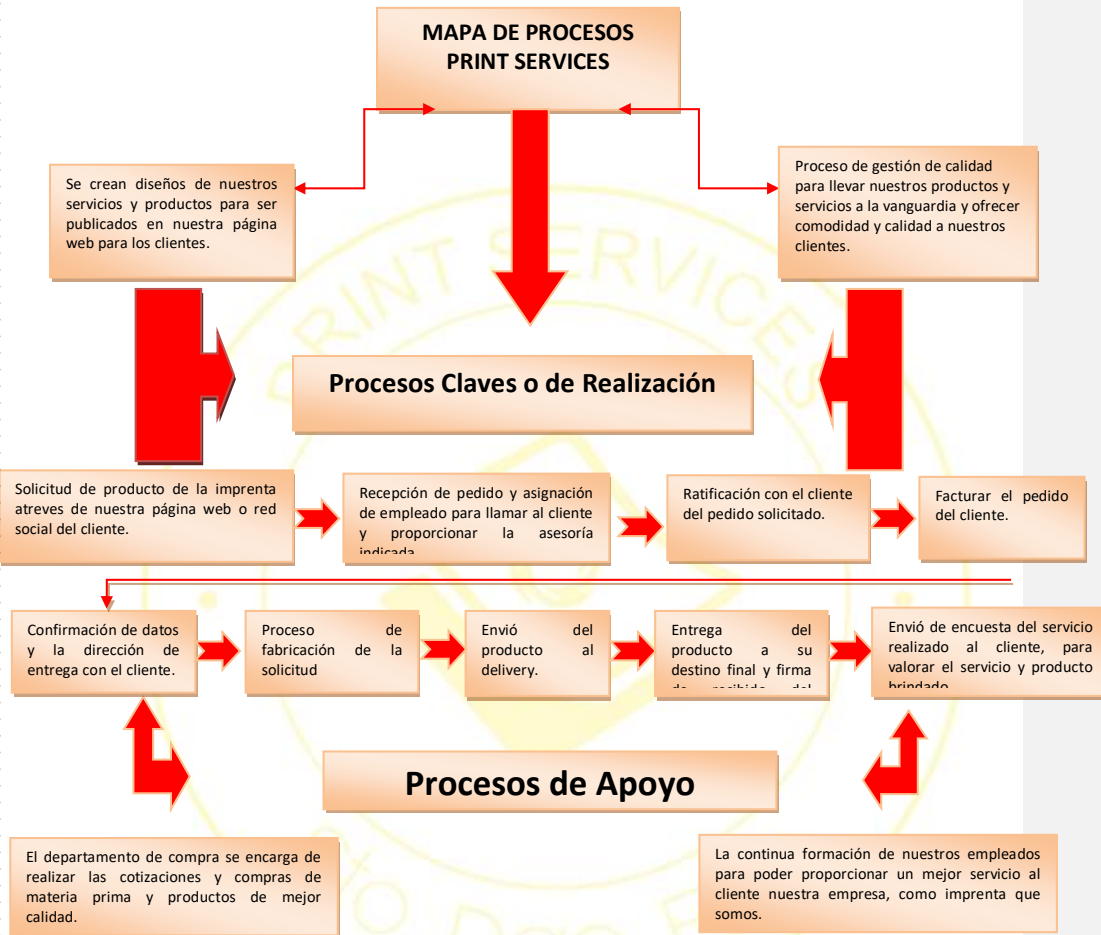 MAPA DE PROCESOS
PRINT SERVICES
Se crean diseños de nuestros
servicios y productos para ser
publicados en nuestra página
web para los clientes.
Proceso de gestión de calidad
para llevar nuestros productos y
servicios a la vanguardia y ofrecer
comodidad y calidad a nuestros
clientes.
PRINT SERVICES
Procesos Claves o de Realización
Solicitud de producto de la imprenta
atreves de nuestra página web o red
social del cliente.
Recepción de pedido y asignación
de empleado para llamar al cliente
y proporcionar la asesoría
indicada
Ratificación con el cliente
del pedido solicitado.
Facturar el pedido
del cliente.
Confirmación de datos
y la dirección de
entrega con el cliente.
Proceso de
fabricación de la
solicitud
Envió del
producto al
delivery.
Entrega del
producto a su
destino final y firma
de recibido del
Envió de encuesta del servicio
realizado al cliente, para
valorar el servicio y producto
brindado
Procesos de Apoyo
El departamento de compra se encarga de
realizar las cotizaciones y compras de
materia prima y productos de mejor
calidad.
La continua formación de nuestros empleados
para poder proporcionar un mejor servicio al
cliente nuestra empresa, como imprenta que
somos.